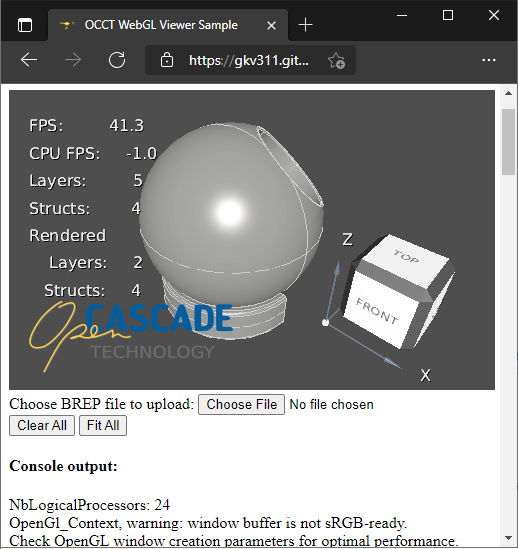 OCCT WebGL Viewer Sample
https://gkv311.git...
FPS: 41.3
CPU FPS: -1.0
Layers: 5
Structs: 4
Rendered
Layers: 2
Structs: 4
Z
TOP
FRONT
X
Open CASCADE
TECHNOLOGY
Choose BREP file to upload: Choose File No file chosen
Clear All Fit All
Console output:
NbLogicalProcessors: 24
OpenGl_Context, warning: window buffer is not sRGB-ready.
Check OpenGL window creation parameters for optimal performance.